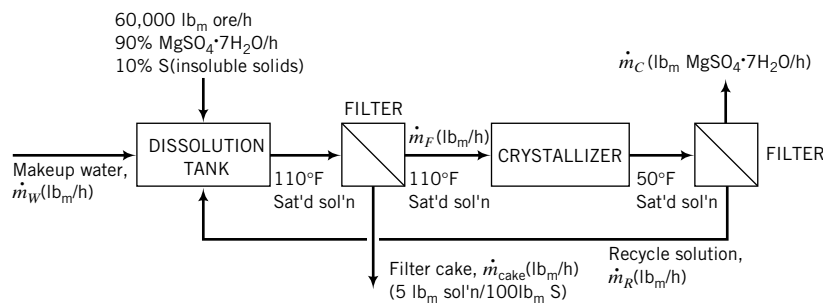 60,000 lbm ore/h
90% MgSO4·7H2O/h
10% S(insoluble solids)
ṁC(lbm MgSO4·7H2O/h)
FILTER
ṁF(lbm/h)
DISSOLUTION
TANK
CRYSTALLIZER
FILTER
Makeup water,
ṁW(lbm/h)
110°F
Sat'd sol'n
110°F
Sat'd sol'n
50°F
Sat'd sol'n
Filter cake, ṁcake(lbm/h)
(5 lbm sol'n/100lbm S)
Recycle solution,
ṁR(lbm/h)